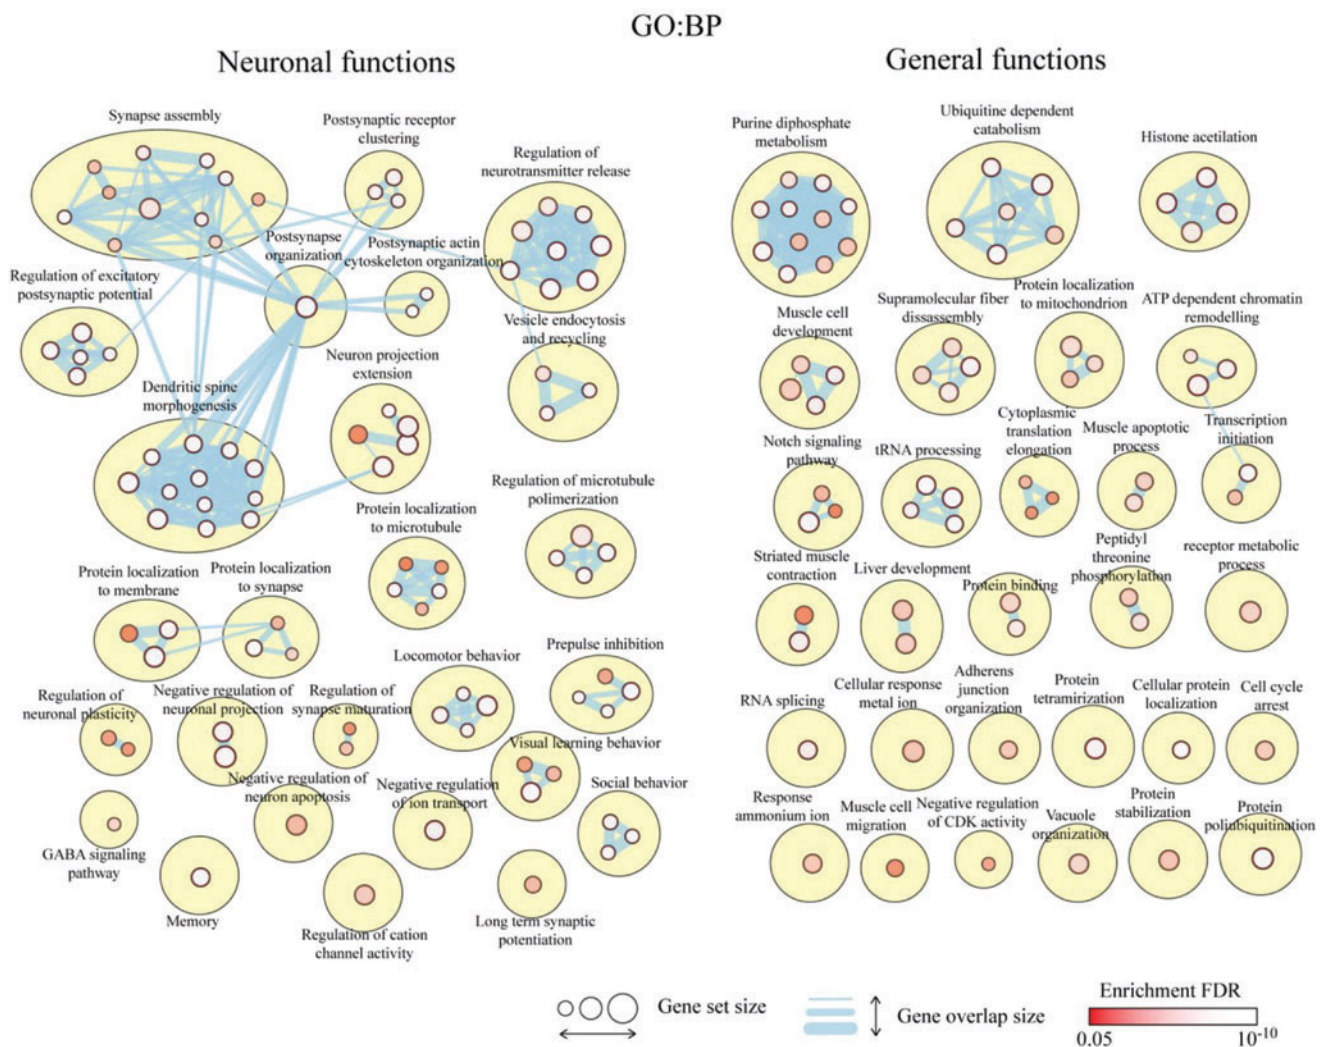 GO:BP
Neuronal functions
General functions
Synapse assembly
Postsynaptic receptor
clustering
Regulation of
neurotransmitter release
Postsynapse
organization
Postsynaptic actin
cytoskeleton organization
Regulation of excitatory
postsynaptic potential
Vesicle endocytosis
and recycling
Neuron projection
extension
Dendritic spine
morphogenesis
Regulation of microtubule
polimerization
Protein localization
to microtubule
Protein localization
to membrane
Protein localization
to synapse
Locomotor behavior
Prepulse inhibition
Regulation of
neuronal plasticity
Negative regulation of
neuronal projection
Regulation of
synapse maturation
Visual learning behavior
Negative regulation of
neuron apoptosis
Negative regulation
of ion transport
Social behavior
GABA signaling
pathway
Memory
Regulation of cation
channel activity
Long term synaptic
potentiation
Purine diphosphate
metabolism
Ubiquitine dependent
catabolism
Histone acetilation
Muscle cell
development
Supramolecular fiber
dissassembly
Protein localization
to mitochondrion
ATP dependent chromatin
remodelling
Notch signaling
pathway
tRNA processing
Cytoplasmic
translation
elongation
Muscle apoptotic
process
Transcription
initiation
Striated muscle
contraction
Liver development
Protein binding
Peptidyl
threonine
phosphorylation
receptor metabolic
process
RNA splicing
Cellular response
metal ion
Adherens
junction
organization
Protein
tetramirization
Cellular protein
localization
Cell cycle
arrest
Response
ammonium ion
Muscle cell
migration
Negative regulation
of CDK activity
Vacuole
organization
Protein
stabilization
Protein
poliubiquitination
Gene set size
Gene overlap size
Enrichment FDR
0.05
10-10